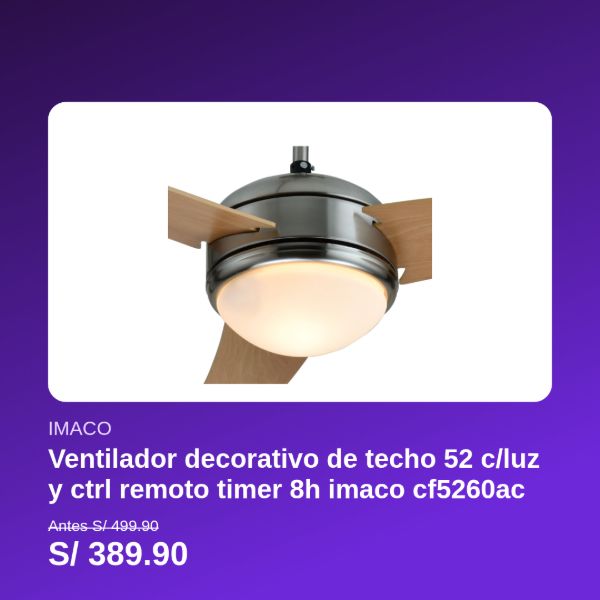 IMACO
Ventilador decorativo de techo 52 c/luz
y ctrl remoto timer 8h imaco cf5260ac
Antes S/ 499.90
S/ 389.90